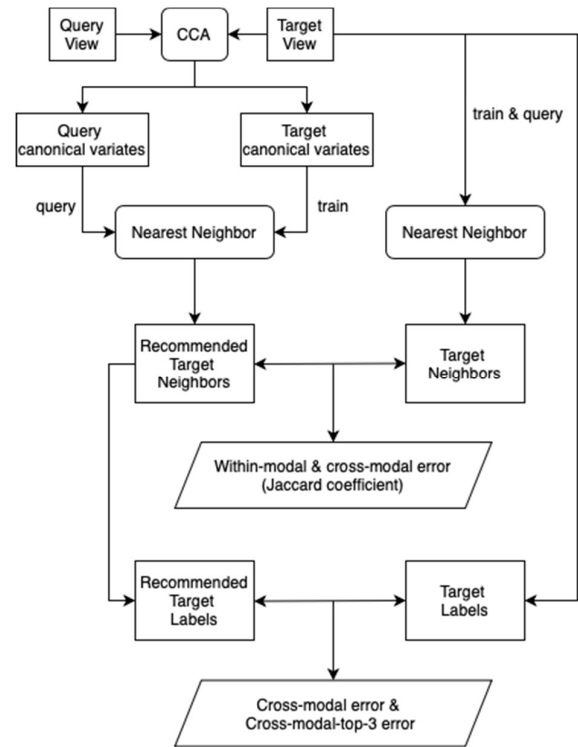 Query
View
CCA
Target
View
Query
canonical variates
Target
canonical variates
train & query
query
train
Nearest Neighbor
Nearest Neighbor
Recommended
Target
Neighbors
Target
Neighbors
Within-modal & cross-modal error
(Jaccard coefficient)
Recommended
Target
Labels
Target
Labels
Cross-modal error &
Cross-modal-top-3 error